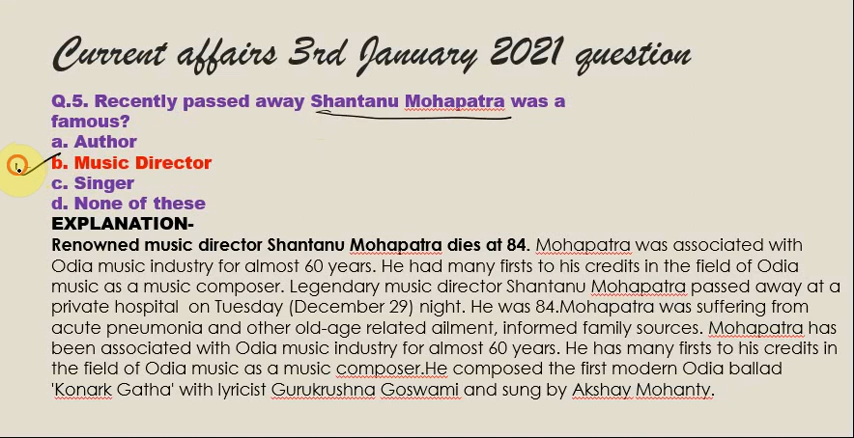 Current affairs 3rd January 2021 question
Q.5. Recently passed away Shantanu Mohapatra was a
famous?
a. Author
b. Music Director
c. Singer
d. None of these
EXPLANATION-
Renowned music director Shantanu Mohapatra dies at 84. Mohapatra was associated with
Odia music industry for almost 60 years. He had many firsts to his credits in the field of Odia
music as a music composer. Legendary music director Shantanu Mohapatra passed away at a
private hospital on Tuesday (December 29) night. He was 84.Mohapatra was suffering from
acute pneumonia and other old-age related ailment, informed family sources. Mohapatra has
been associated with Odia music industry for almost 60 years. He has many firsts to his credits in
the field of Odia music as a music composer.He composed the first modern Odia ballad
'Konark Gatha' with lyricist Gurukrushna Goswami and sung by Akshay Mohanty.